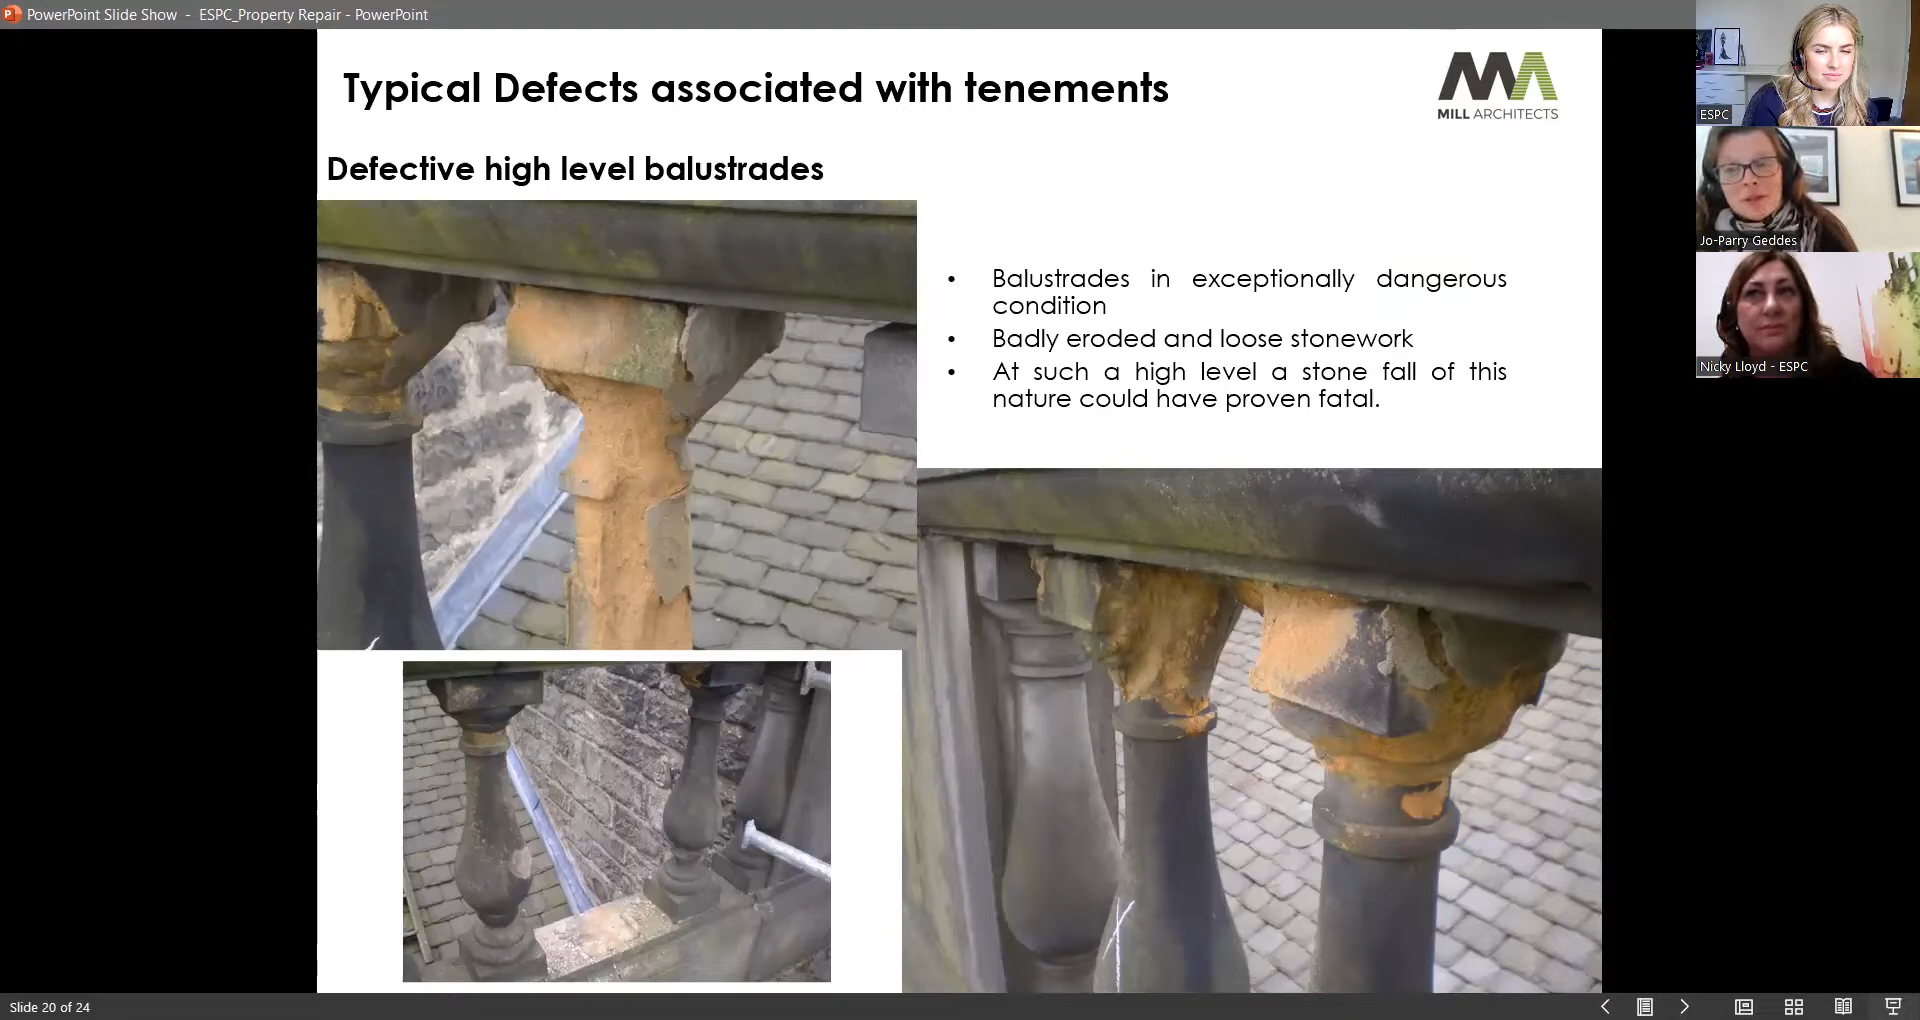 PowerPoint Slide Show - ESPC_Property Repair - PowerPoint
Typical Defects associated with tenements
MILL ARCHITECTS
Defective high level balustrades
• Balustrades in exceptionally dangerous
condition
• Badly eroded and loose stonework
• At such a high level a stone fall of this
nature could have proven fatal.
ESPC
Jo-Parry Geddes
Nicky Lloyd - ESPC
Slide 20 of 24